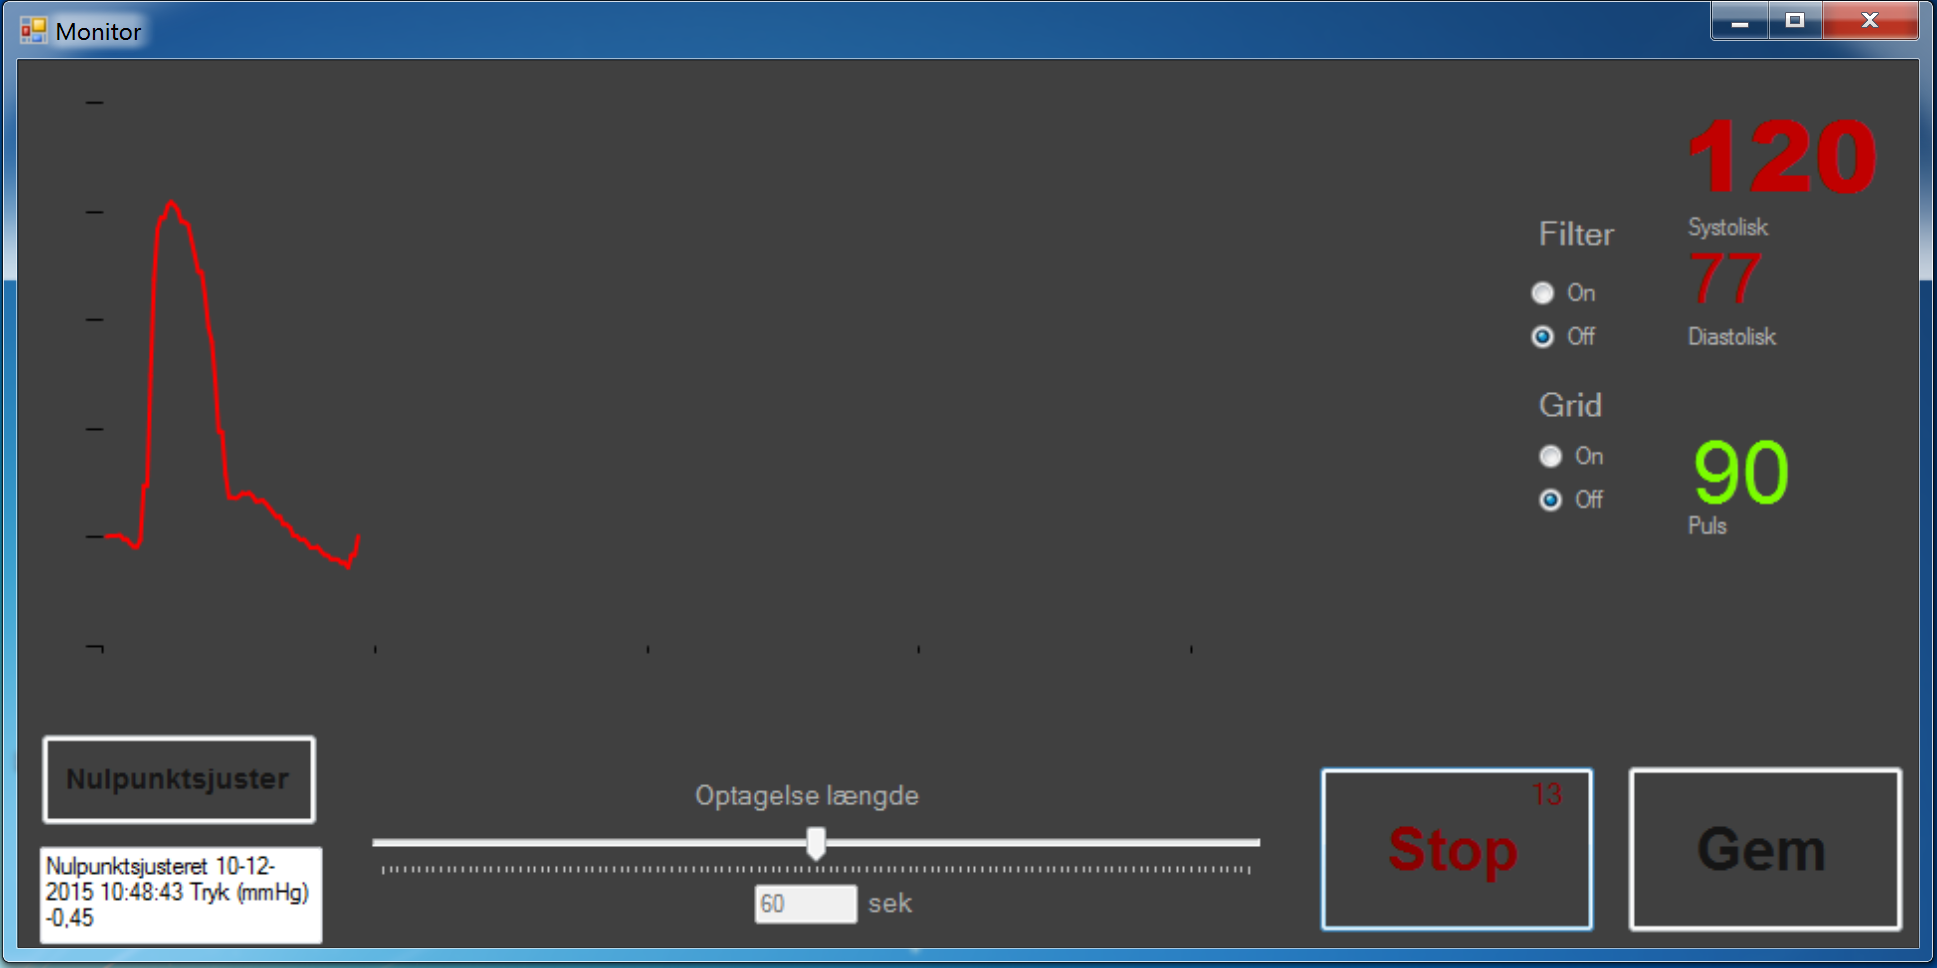 Monitor
120
Systolisk
Filter
77
On
Off
Diastolisk
Grid
On
90
Off
Puls
Nulpunktsjuster
Nulpunktsjusteret 10-12-
2015 10:48:43 Tryk (mmHg)
-0,45
Optagelse længde
60 sek
13
Stop
Gem